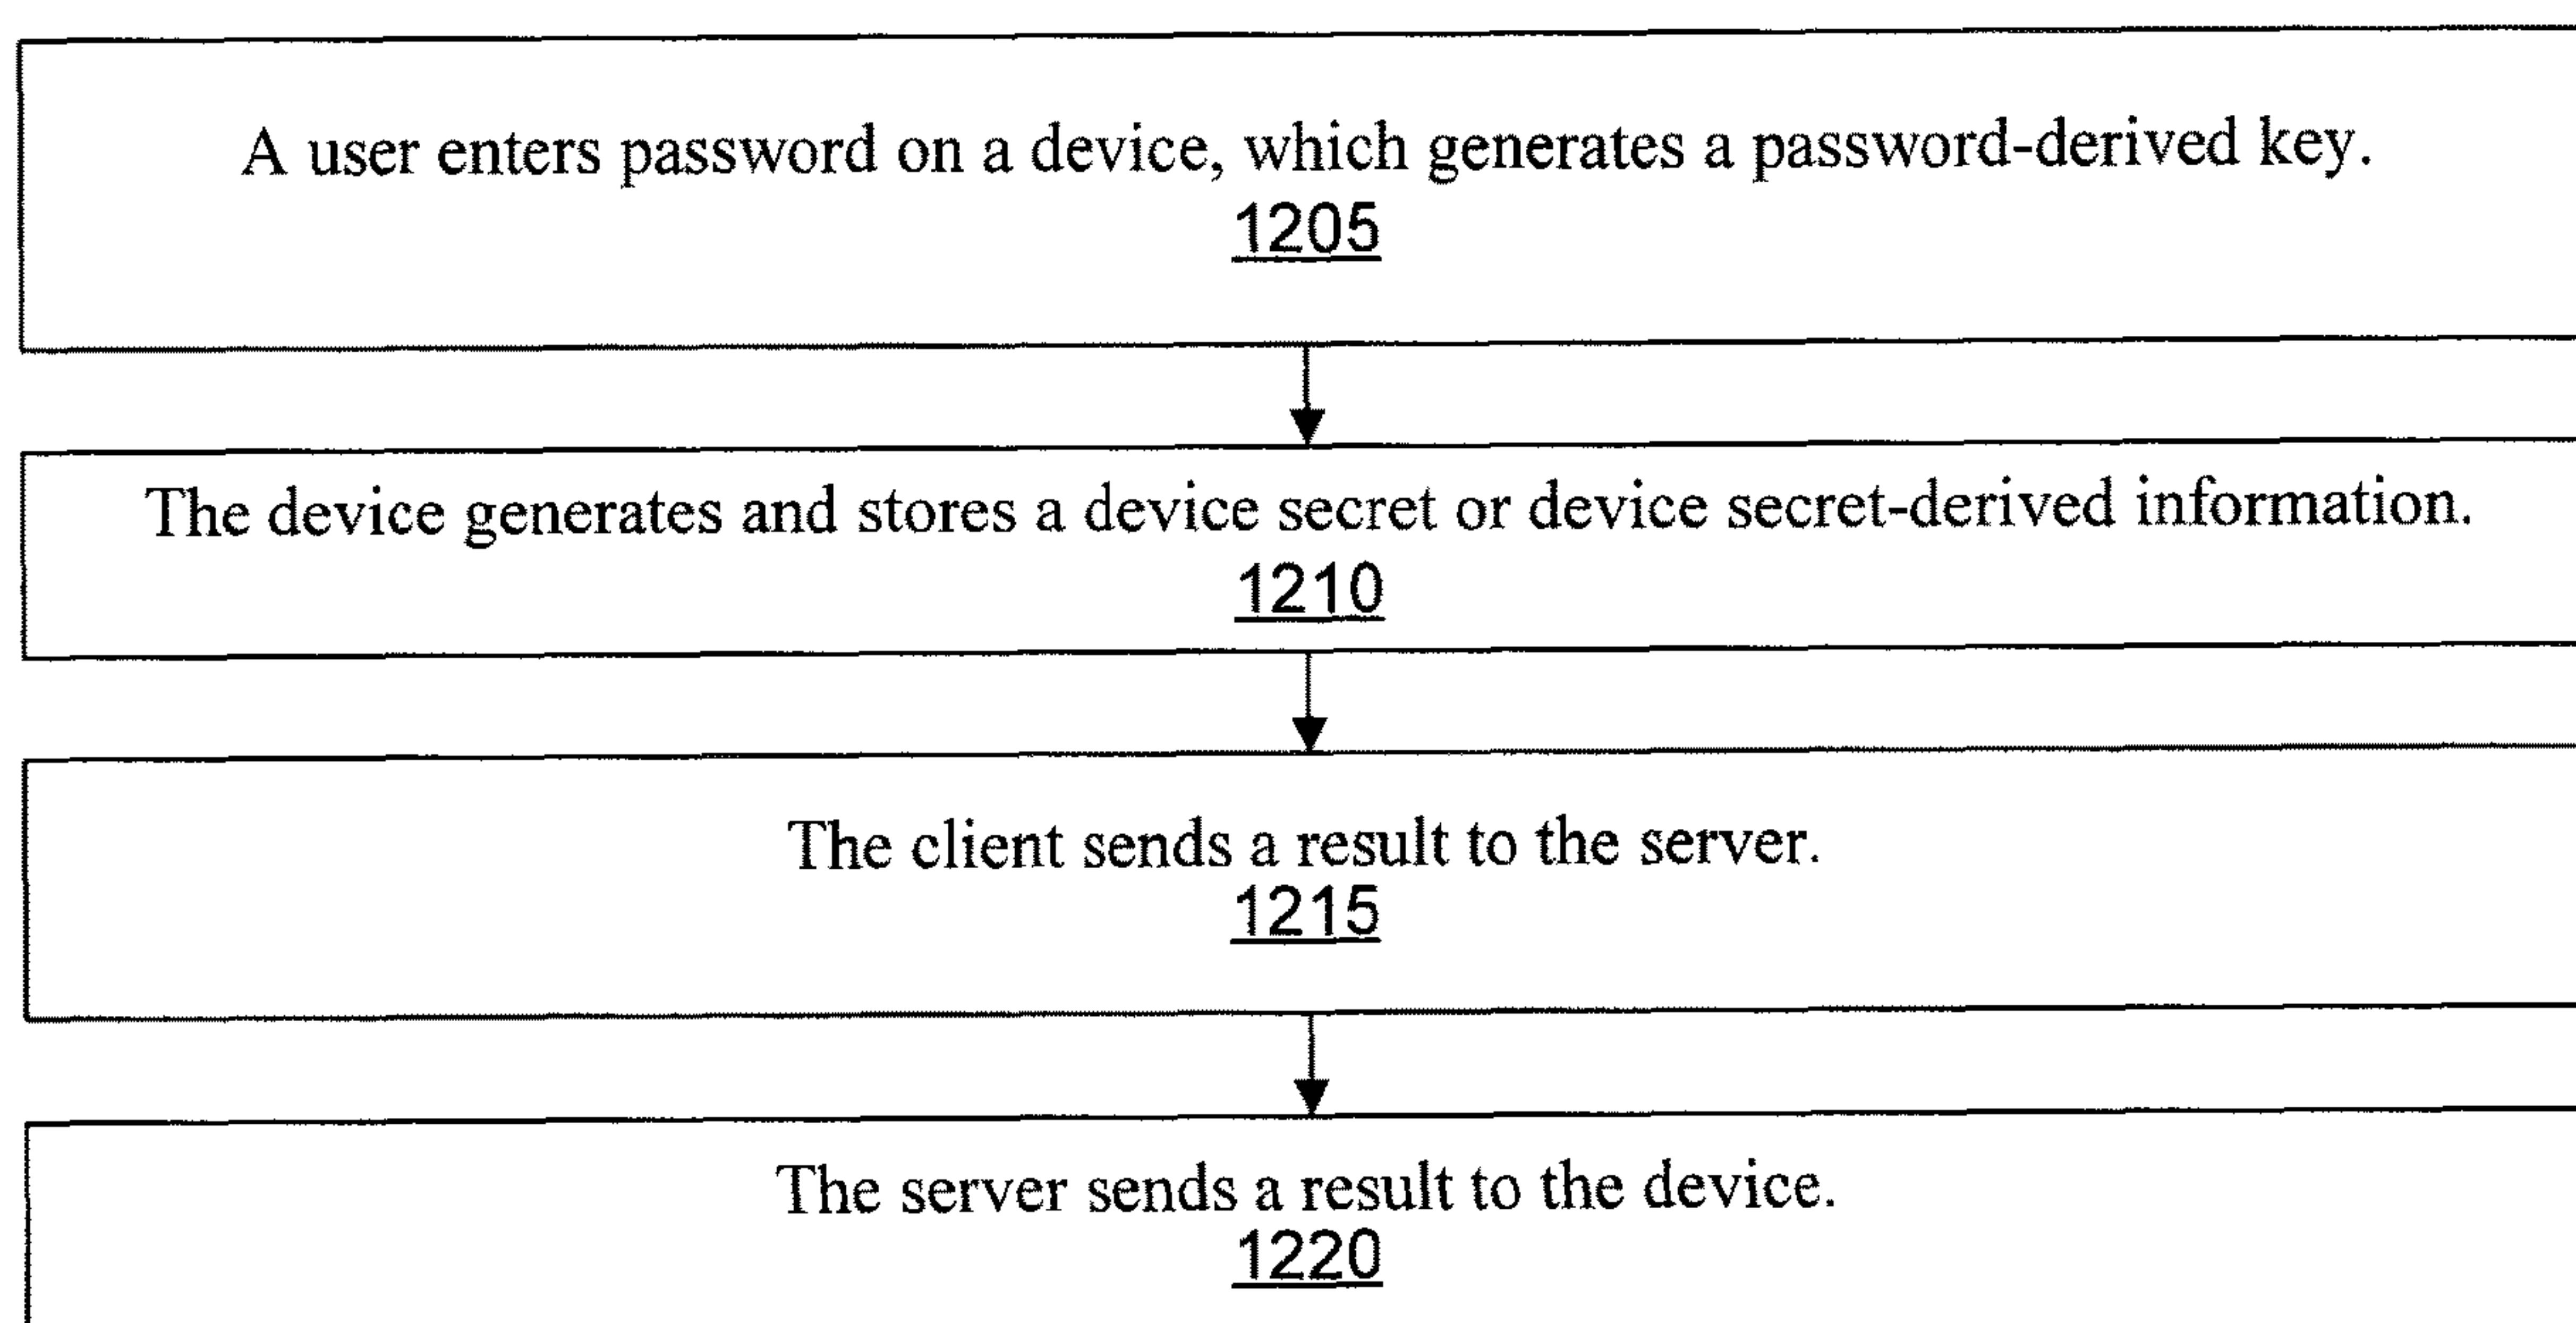 A user enters password on a device, which generates a password-derived key.
1205
The device generates and stores a device secret or device secret-derived information.
1210
The client sends a result to the server.
1215
The server sends a result to the device.
1220